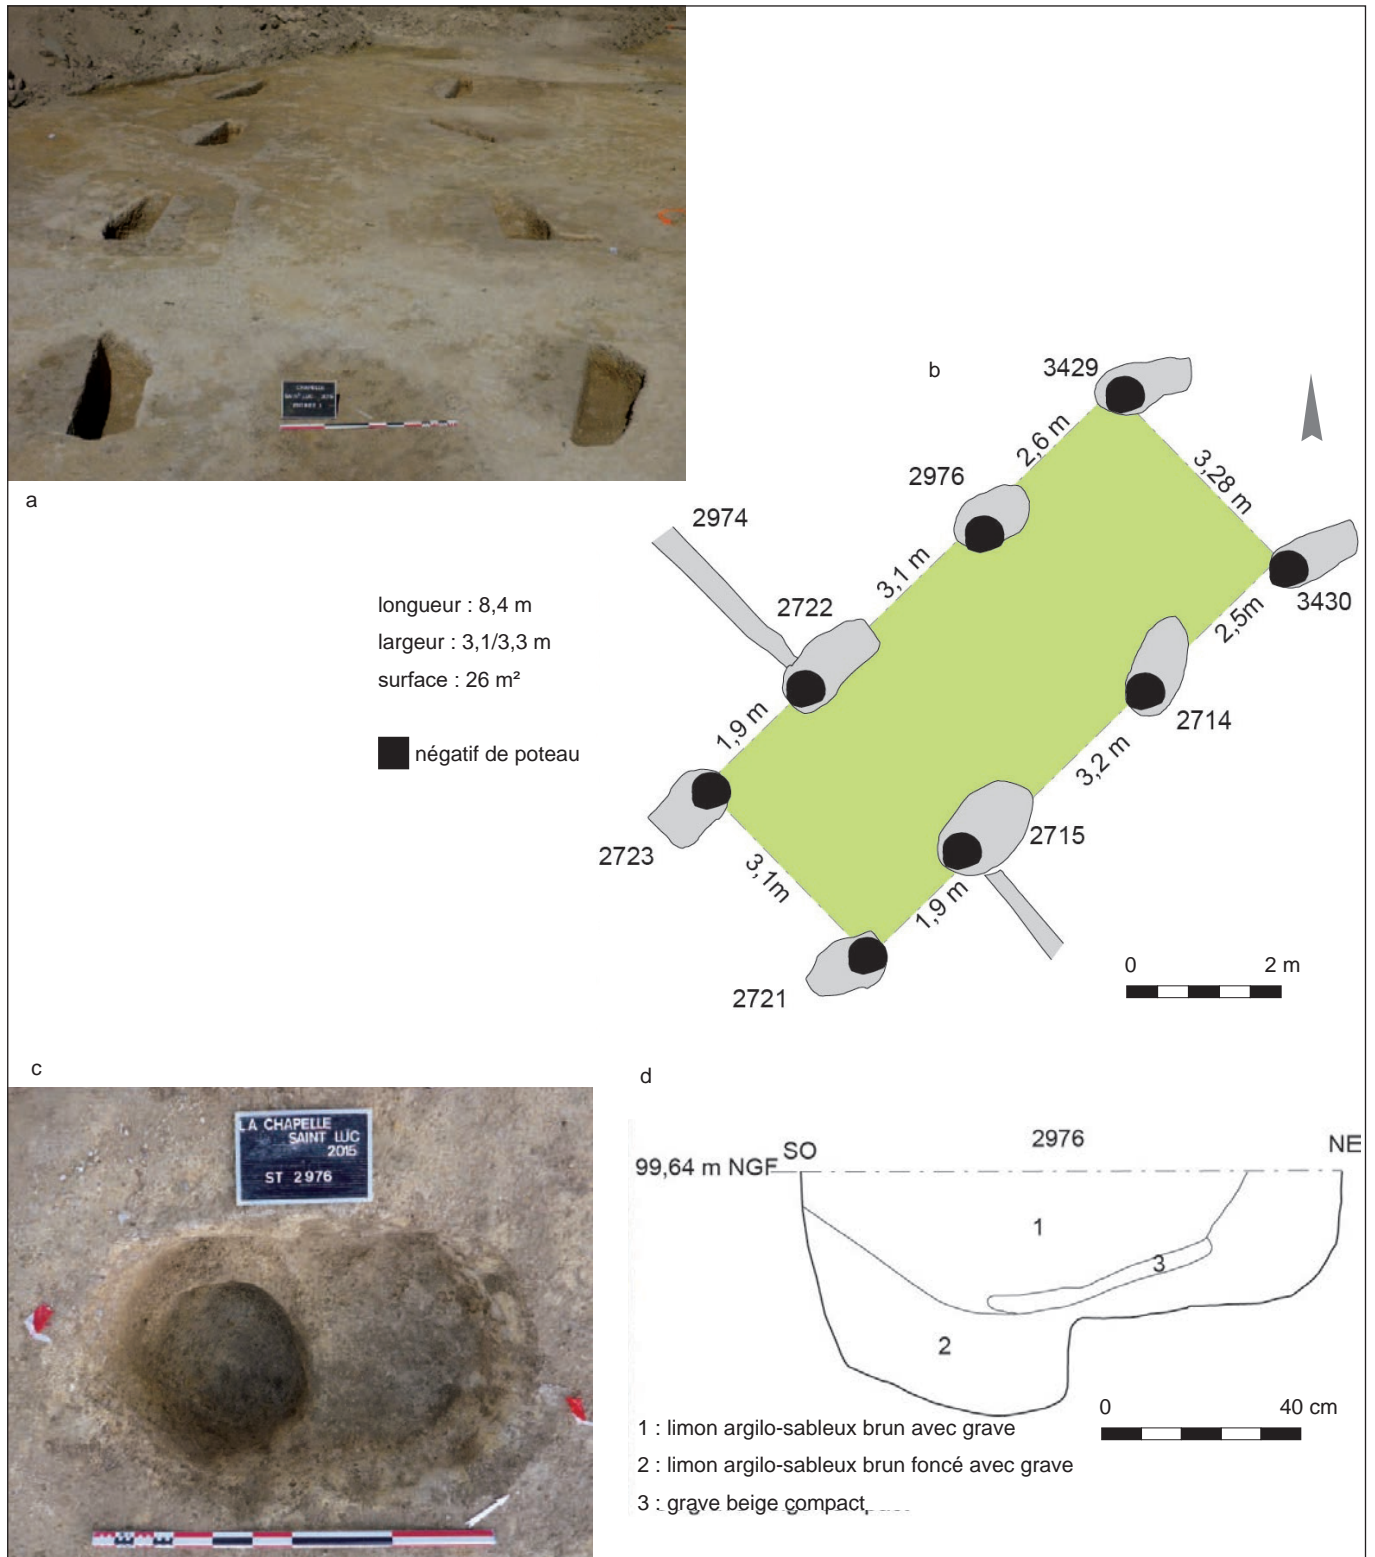 CHAPELLE
a
b
3429
2,6 m
2976
3,28 m
2974
3,1 m
2722
3430
2,5m
longueur : 8,4 m
largeur : 3,1/3,3 m
surface : 26 m²
négatif de poteau
1,9 m
2714
3,2 m
2723
2715
3,1m
1,9 m
2721
0 2 m
c
LA CHAPELLE
SAINT LUC
2015
ST 2976
d
SO 2976 NE
99,64 m NGF
1
3
2
0 40 cm
1 : limon argilo-sableux brun avec grave
2 : limon argilo-sableux brun foncé avec grave
3 : grave beige compact